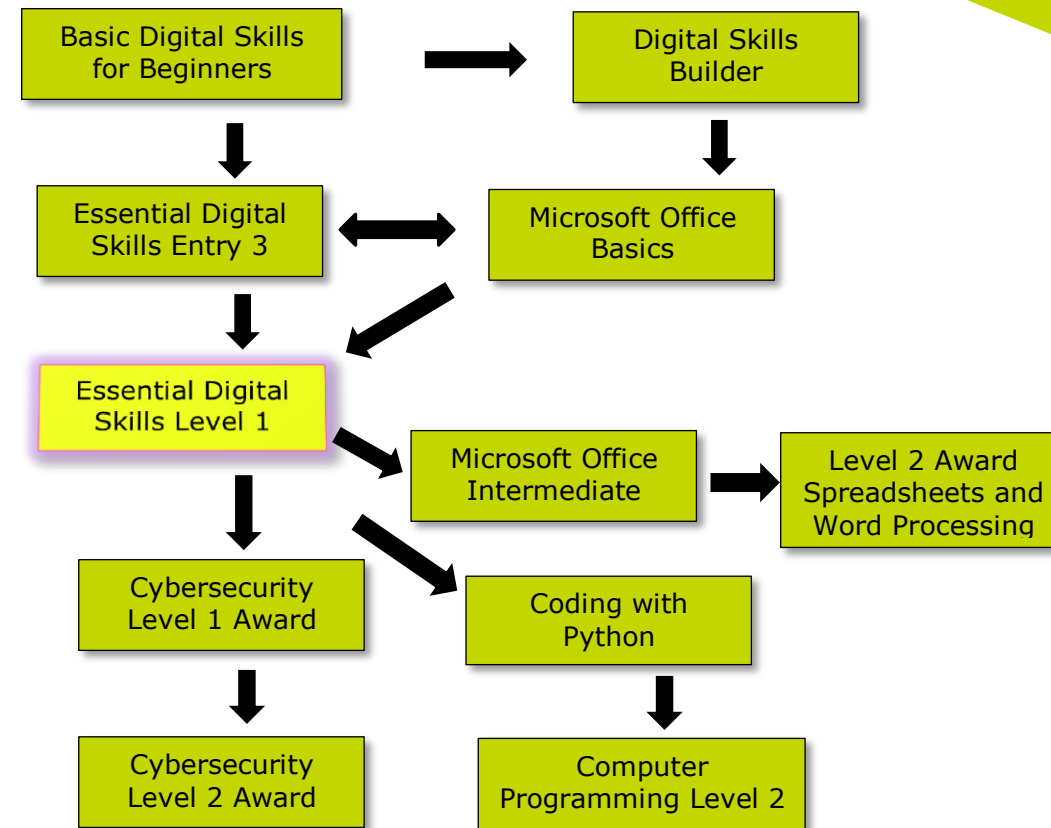 Basic Digital Skills
for Beginners
Digital Skills
Builder
Essential Digital
Skills Entry 3
Microsoft Office
Basics
Essential Digital
Skills Level 1
Microsoft Office
Intermediate
Level 2 Award
Spreadsheets and
Word Processing
Cybersecurity
Level 1 Award
Coding with
Python
Cybersecurity
Level 2 Award
Computer
Programming Level 2